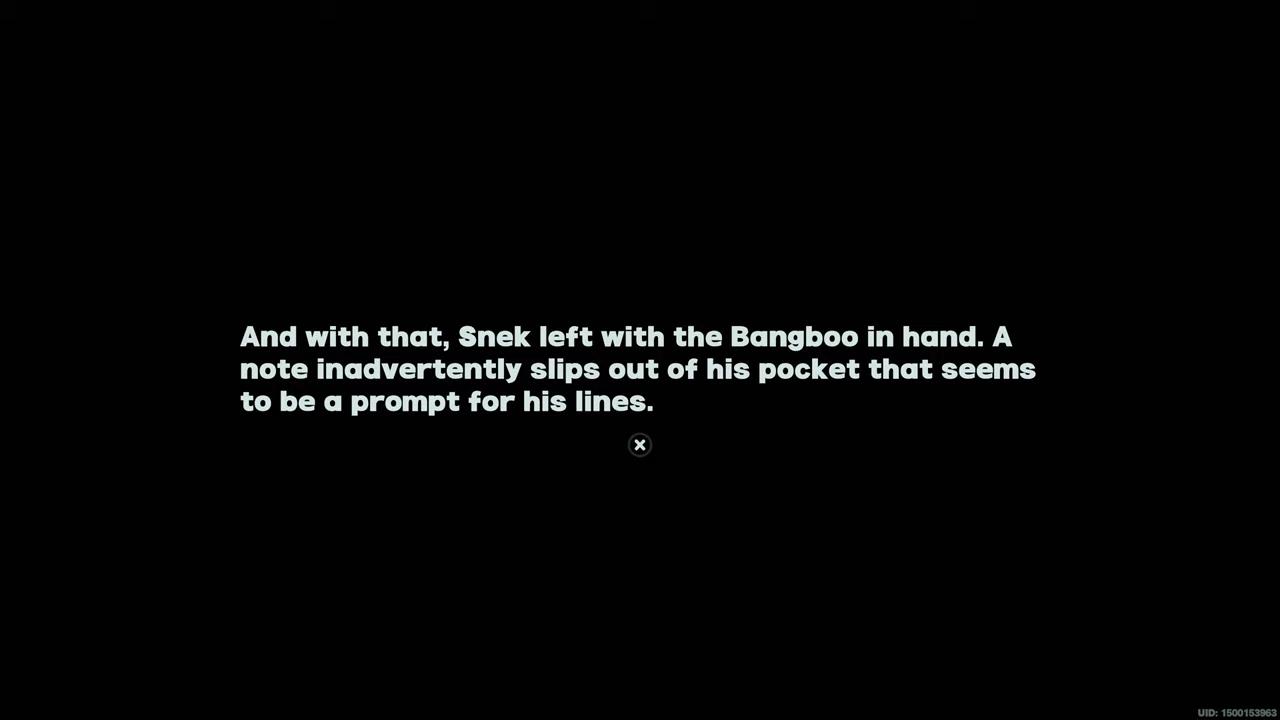 And with that, Snek left with the Bangboo in hand. A
note inadvertently slips out of his pocket that seems
to be a prompt for his lines.
UID: 1500153963